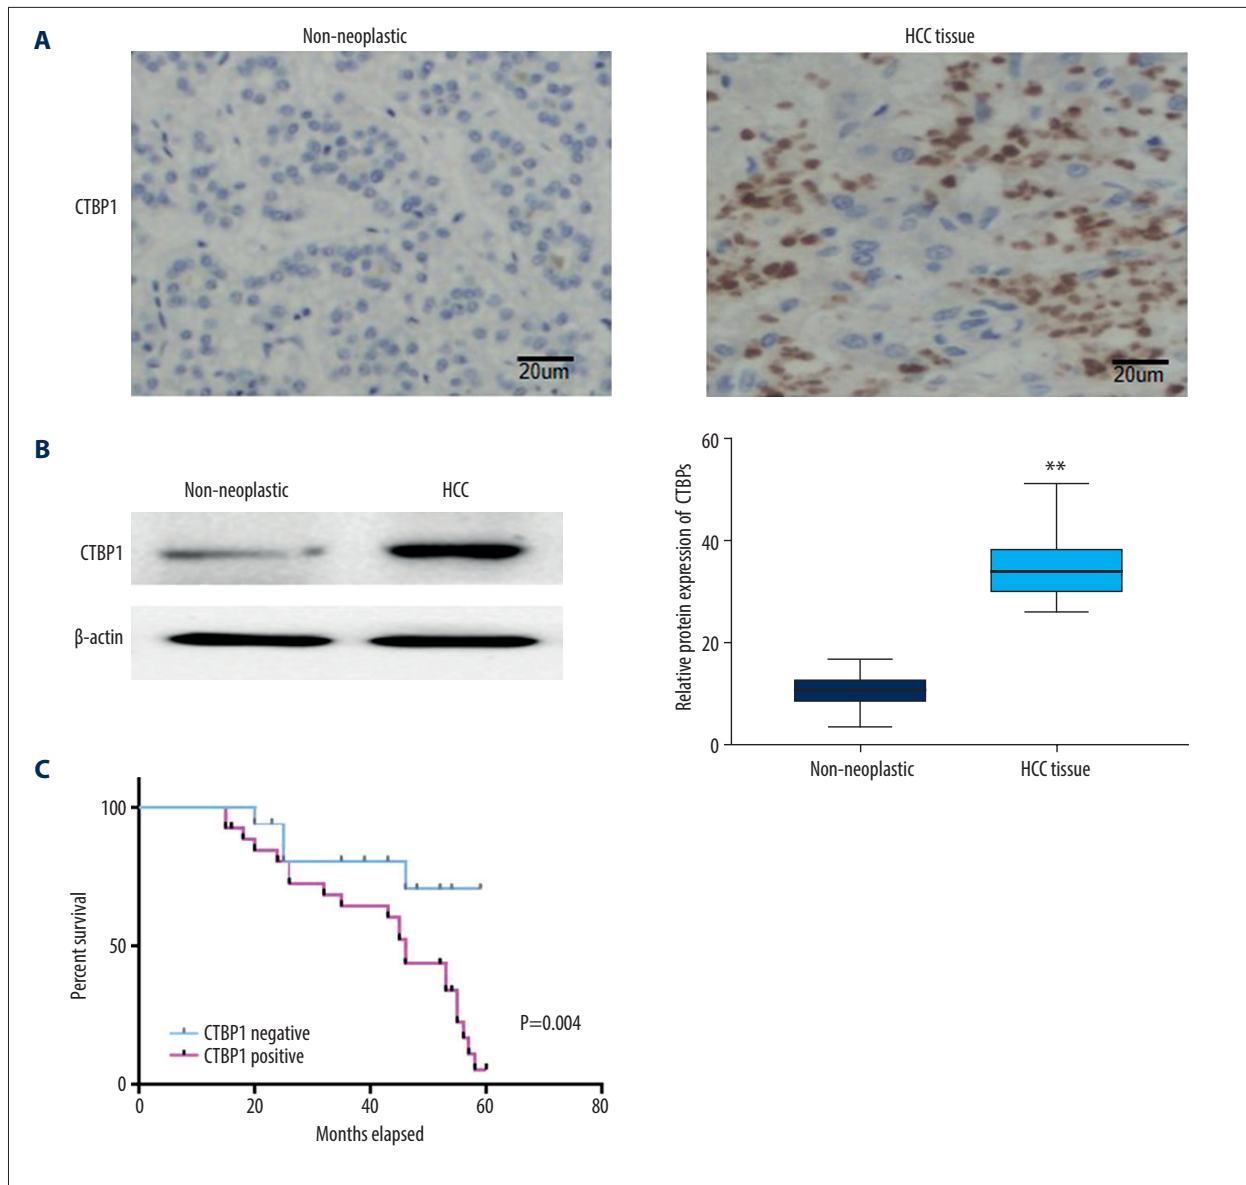 A
Non-neoplastic
HCC tissue
CTBP1
20um
20um
B
Non-neoplastic
HCC
CTBP1
β-actin
Relative protein expression of CTBPs
60
40
20
0
**
Non-neoplastic
HCC tissue
C
Percent survival
100
50
0
CTBP1 negative
CTBP1 positive
P=0.004
0
20
40
60
80
Months elapsed